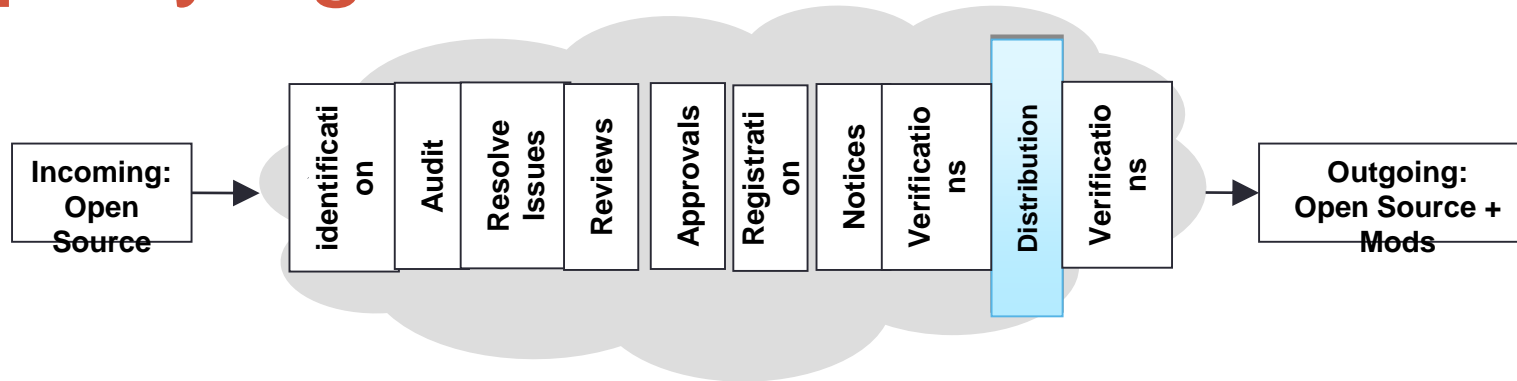 Incoming:
Open
Source
identificati
on
Audit
Resolve
Issues
Reviews
Approvals
Registrati
on
Notices
Verificatio
ns
Distribution
Verificatio
ns
Outgoing:
Open Source +
Mods